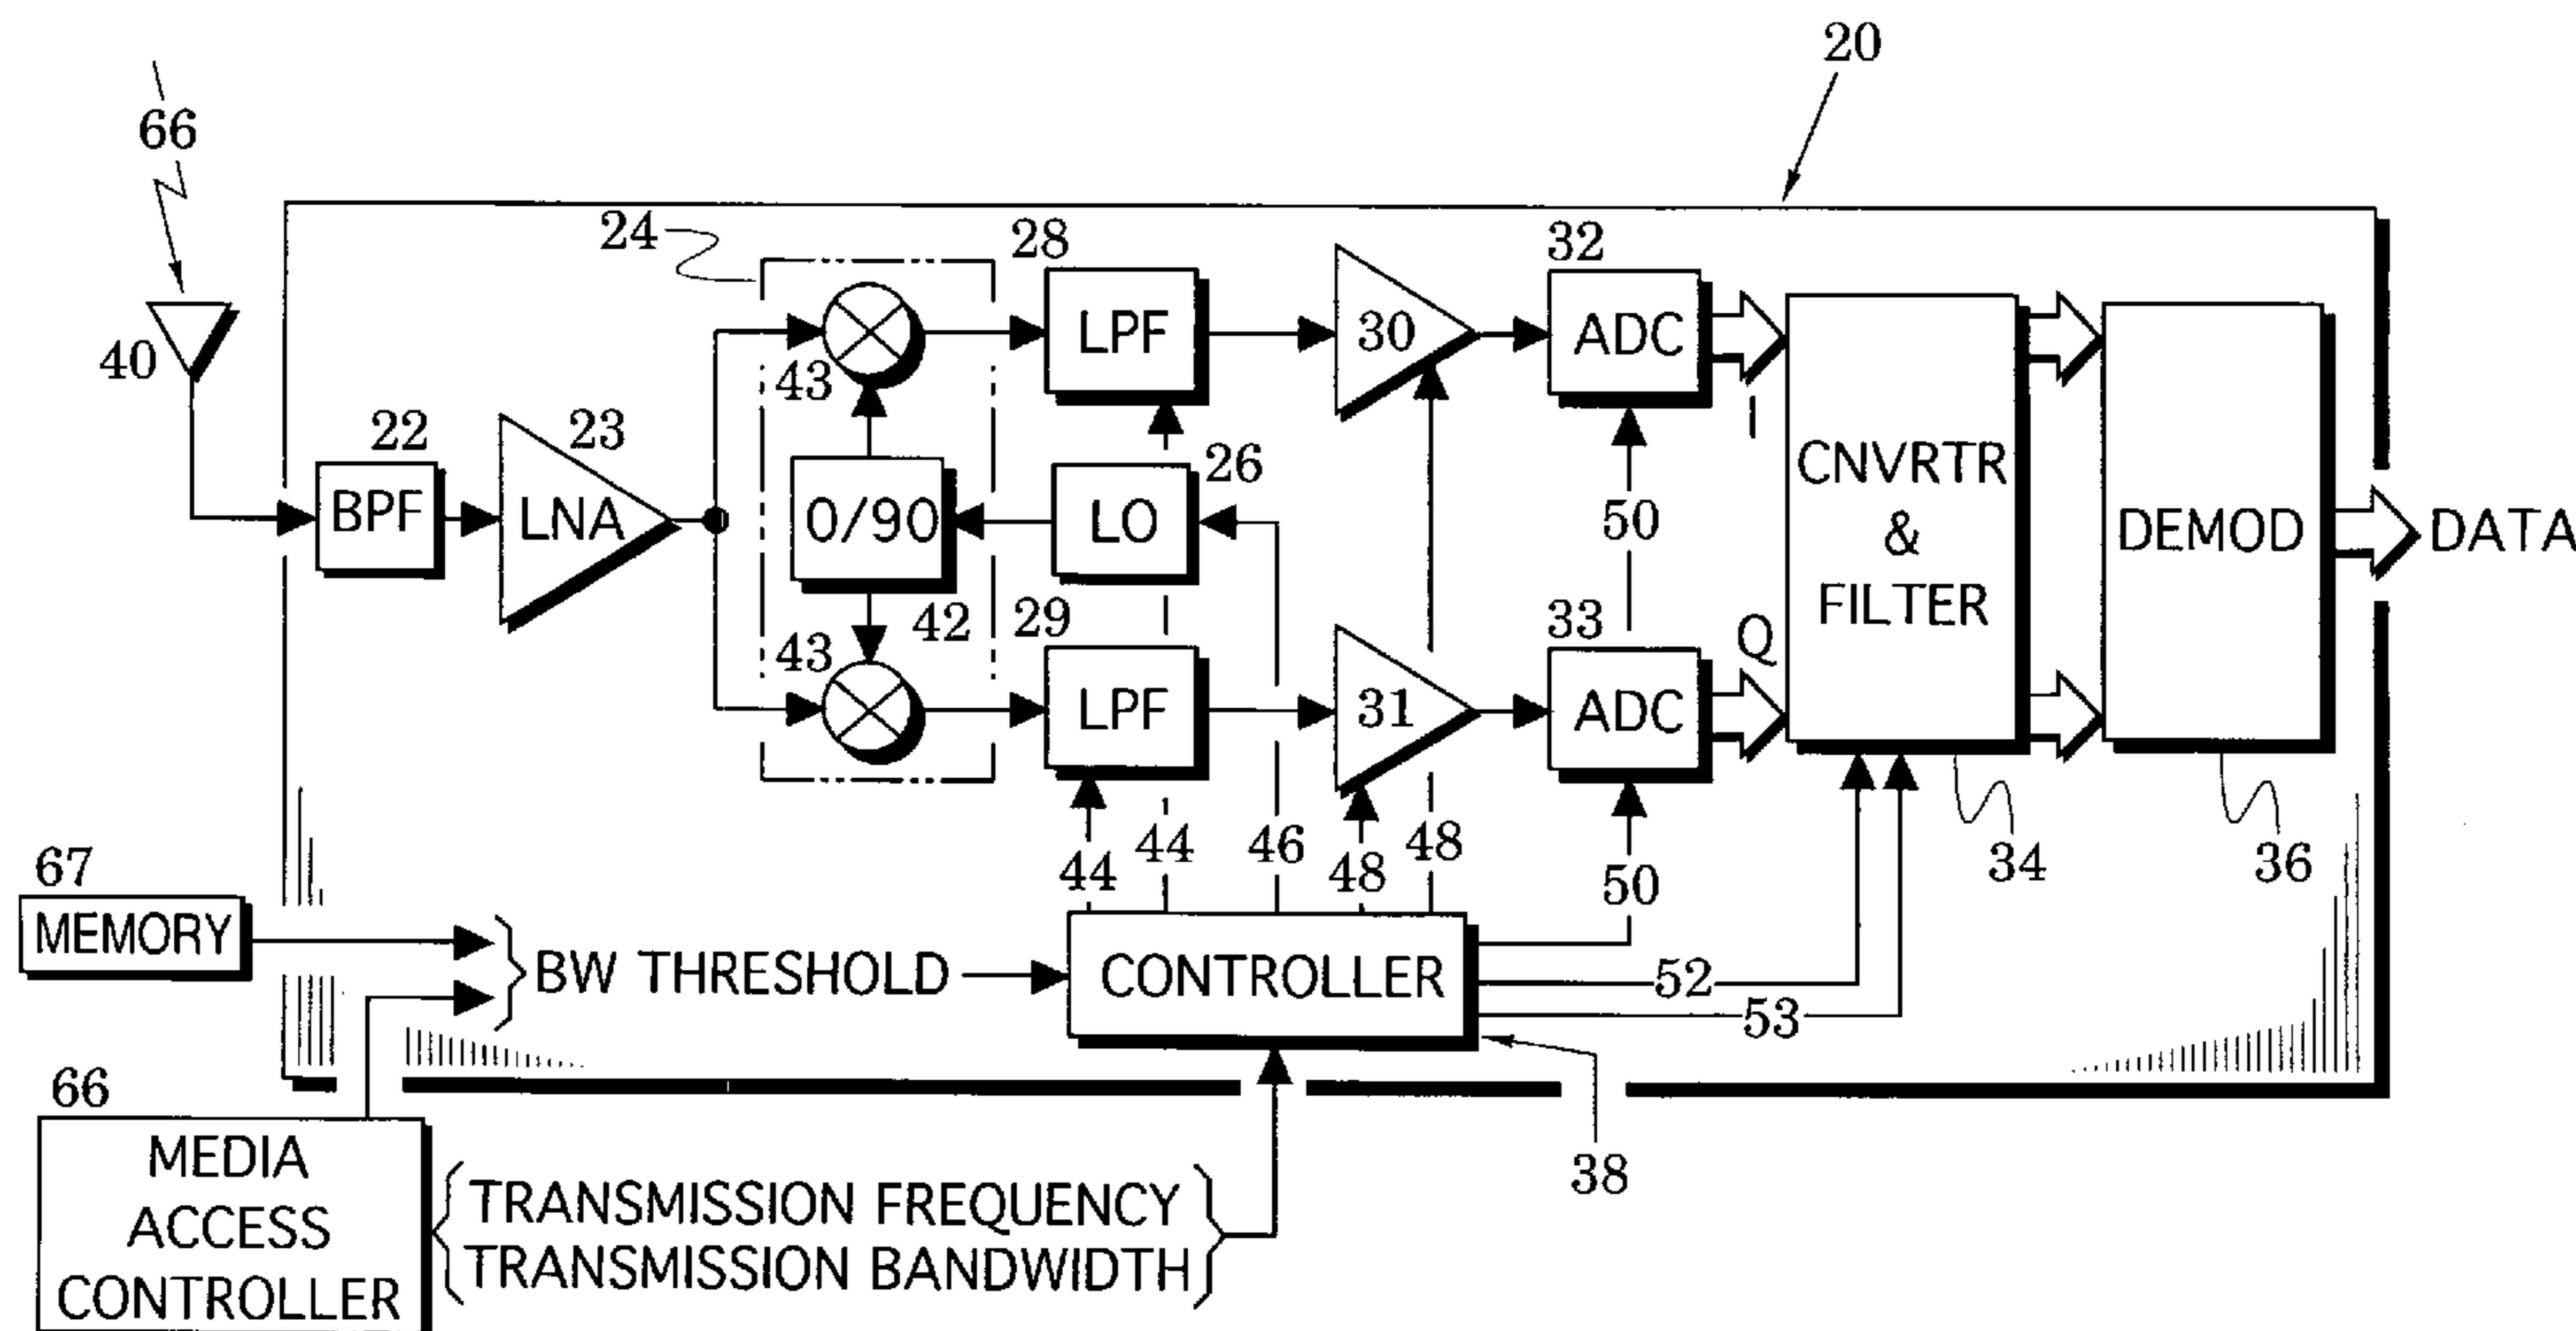 20
66
24
28
32
40
43
LPF
30
ADC
I
22
23
26
BPF
LNA
0/90
LO
50
CNVRTR
&
FILTER
DEMOD
DATA
43
42
29
33
Q
LPF
31
ADC
44
44
46
48
48
50
34
36
67
MEMORY
BW THRESHOLD
CONTROLLER
52
53
66
38
MEDIA
ACCESS
CONTROLLER
TRANSMISSION FREQUENCY
TRANSMISSION BANDWIDTH